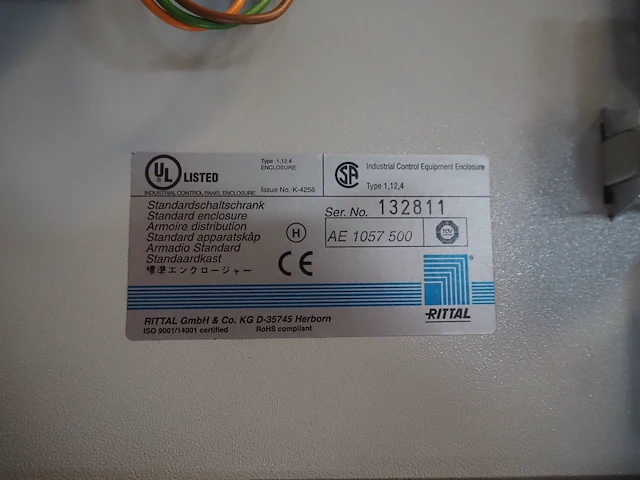 UL LISTED
Type 1,12,4
ENCLOSURE
INDUSTRIAL CONTROL PANEL ENCLOSURE
Issue No. K-4256
SA Industrial Control Equipment Enclosure
Type 1,12,4
Standardschaltschrank
Standard enclosure
Armoire distribution
Standard apparatskåp
Armadio Standard
Standaardkast
標準エンクロージャー
H
CE
Ser. No. 132811
AE 1057 500
TÜV
RITTAL
RITTAL GmbH & Co. KG D-35745 Herborn
ISO 9001/14001 certified RoHS compliant